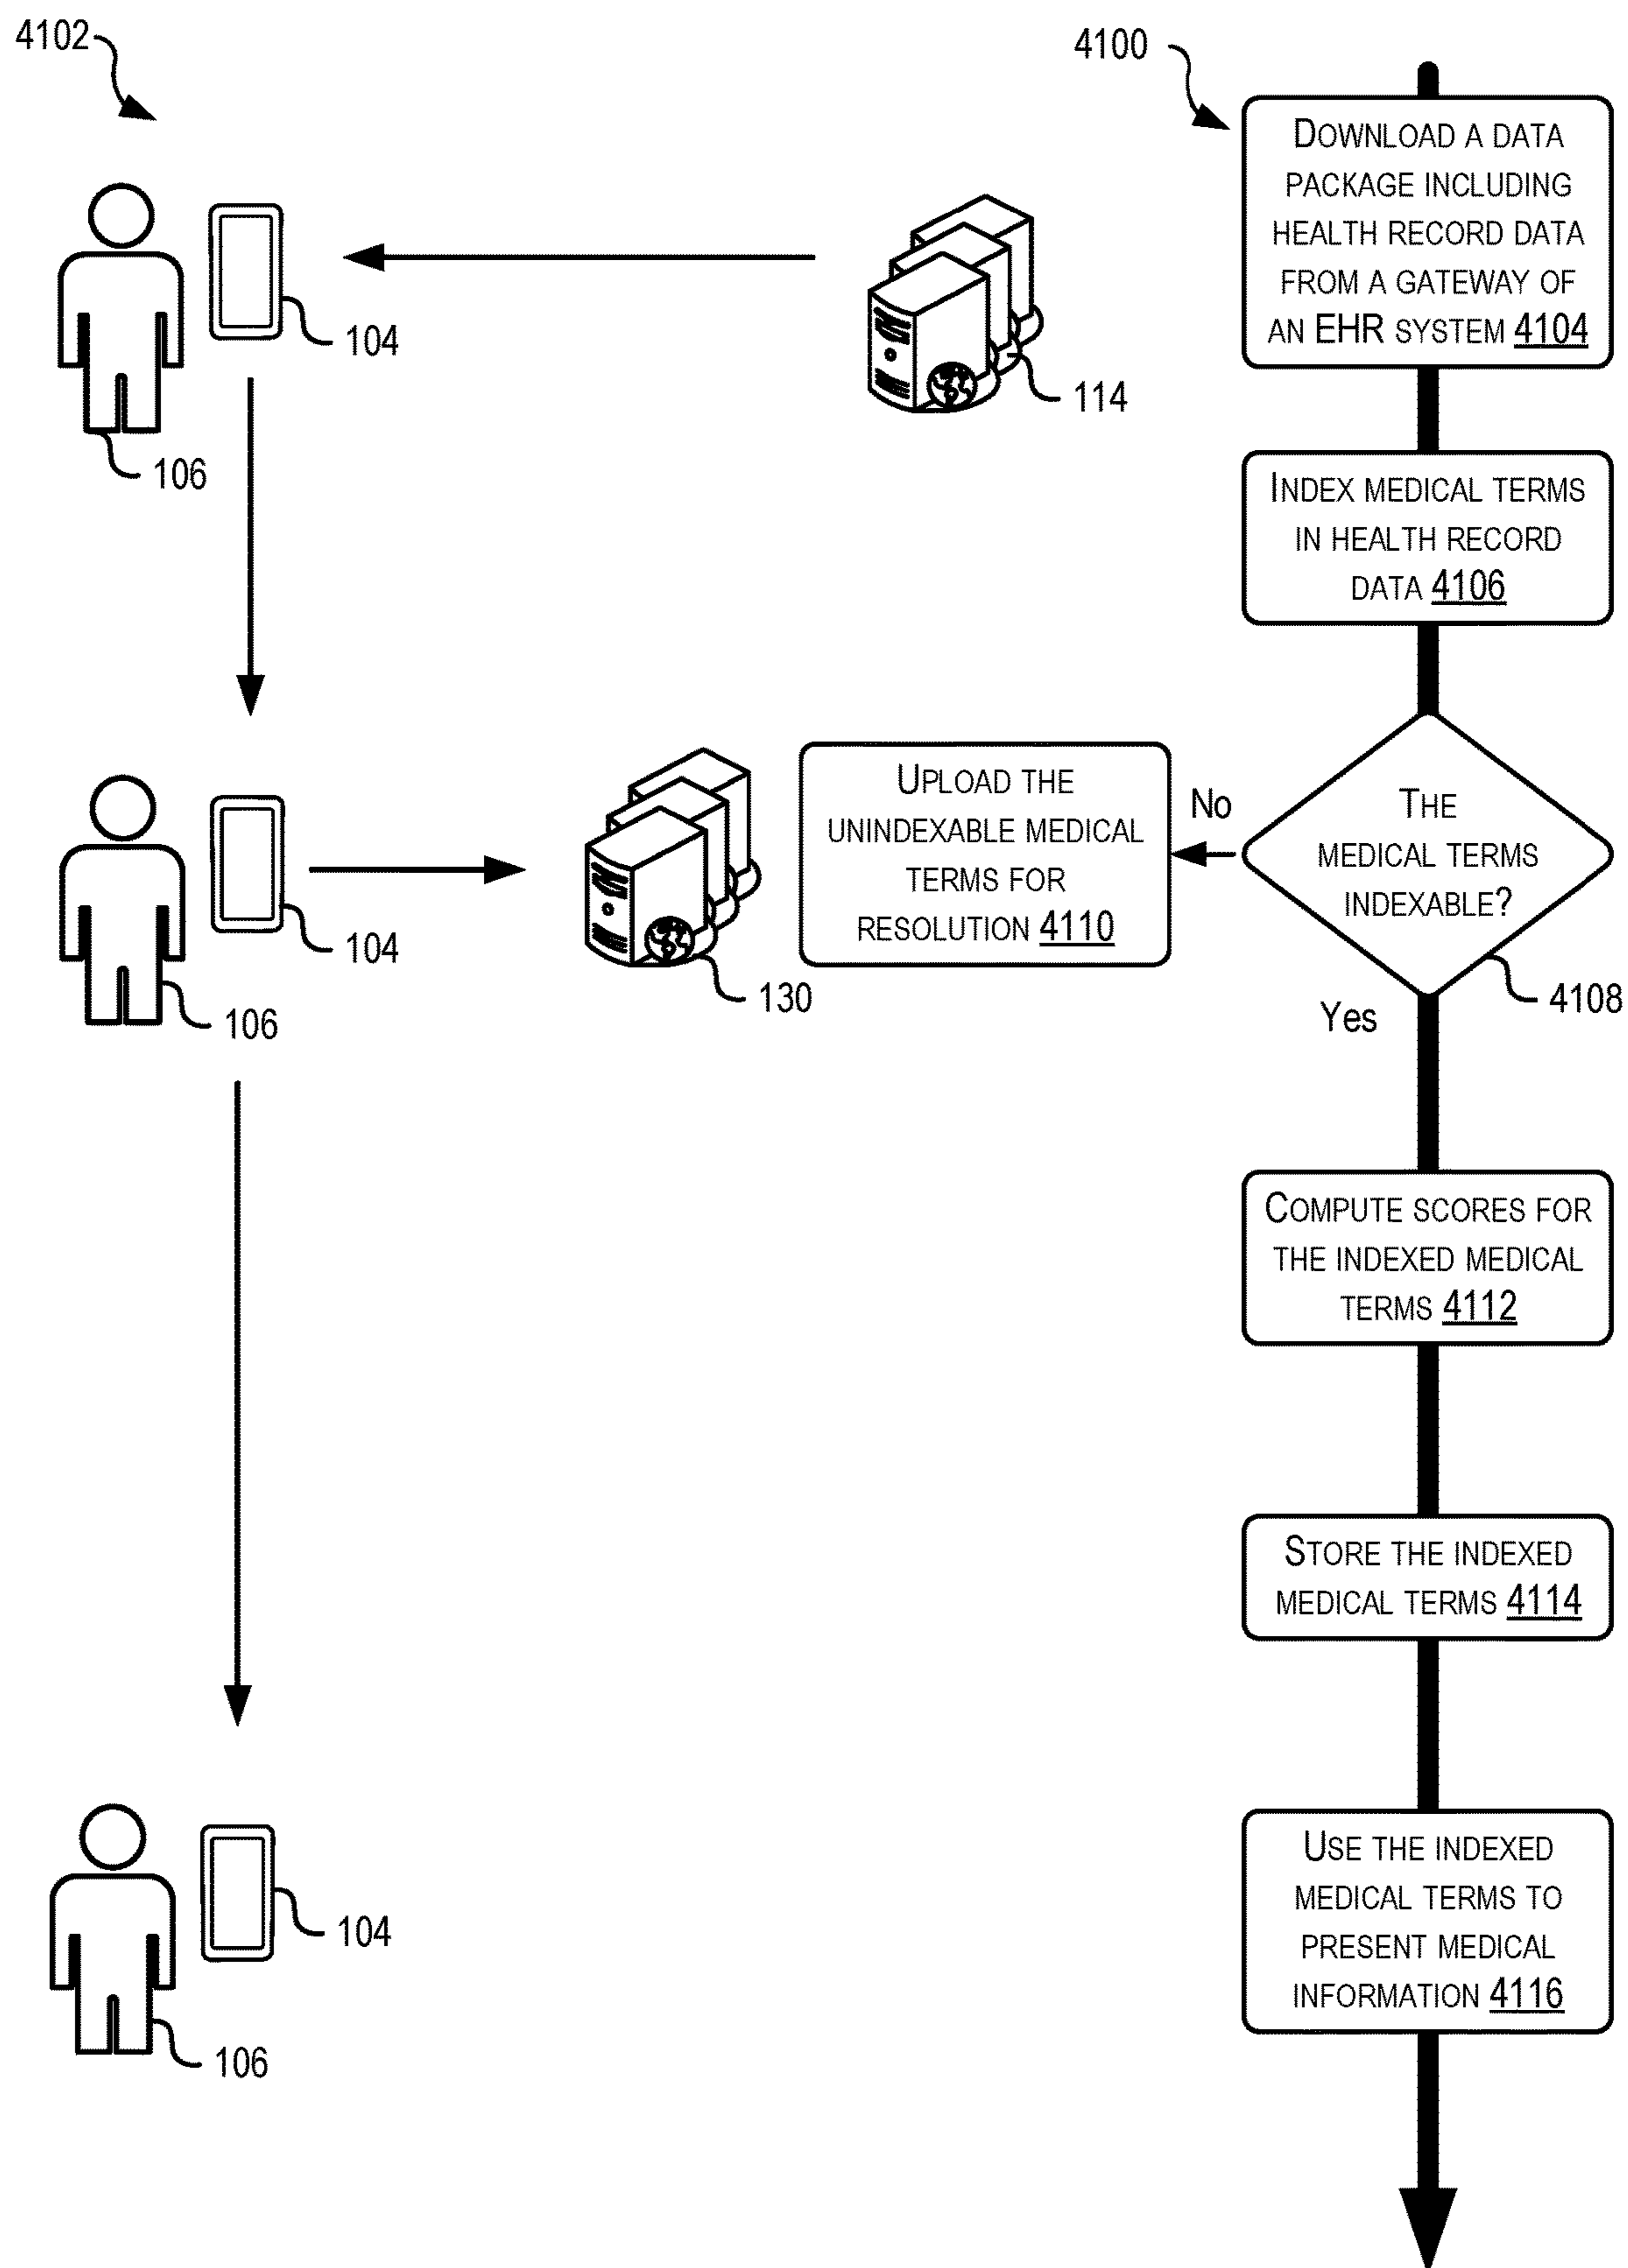 4102
4100
DOWNLOAD A DATA
PACKAGE INCLUDING
HEALTH RECORD DATA
FROM A GATEWAY OF
AN EHR SYSTEM 4104
104
114
106
INDEX MEDICAL TERMS
IN HEALTH RECORD
DATA 4106
UPLOAD THE
UNINDEXABLE MEDICAL
TERMS FOR
RESOLUTION 4110
No
THE
MEDICAL TERMS
INDEXABLE?
104
130
4108
106
Yes
COMPUTE SCORES FOR
THE INDEXED MEDICAL
TERMS 4112
STORE THE INDEXED
MEDICAL TERMS 4114
USE THE INDEXED
MEDICAL TERMS TO
PRESENT MEDICAL
INFORMATION 4116
104
106